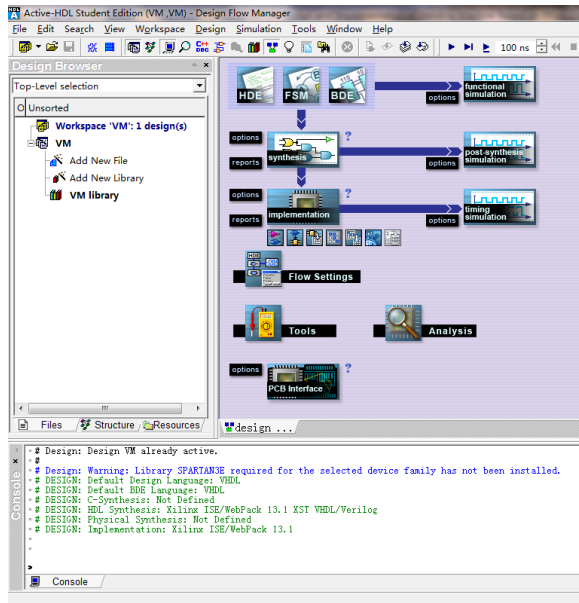 Active-HDL Student Edition (VM ,VM) - Design Flow Manager
File Edit Search View Workspace Design Simulation Tools Window Help
100 ns
Design Browser
Top-Level selection
O Unsorted
Workspace 'VM': 1 design(s)
VM
Add New File
Add New Library
VM library
Files Structure Resources
HDE FSM BDE
options
functional simulation
options
reports
synthesis
?
options
post-synthesis simulation
options
reports
implementation
?
options
timing simulation
Flow Settings
Tools
Analysis
options
PCB Interface
?
design ...
Console
# Design: Design VM already active.
#
# Design: Warning: Library SPARTAN3E required for the selected device family has not been installed.
# DESIGN: Default Design Language: VHDL
# DESIGN: Default BDE Language: VHDL
# DESIGN: C-Synthesis: Not Defined
# DESIGN: HDL Synthesis: Xilinx ISE/WebPack 13.1 XST VHDL/Verilog
# DESIGN: Physical Synthesis: Not Defined
# DESIGN: Implementation: Xilinx ISE/WebPack 13.1
>
Console